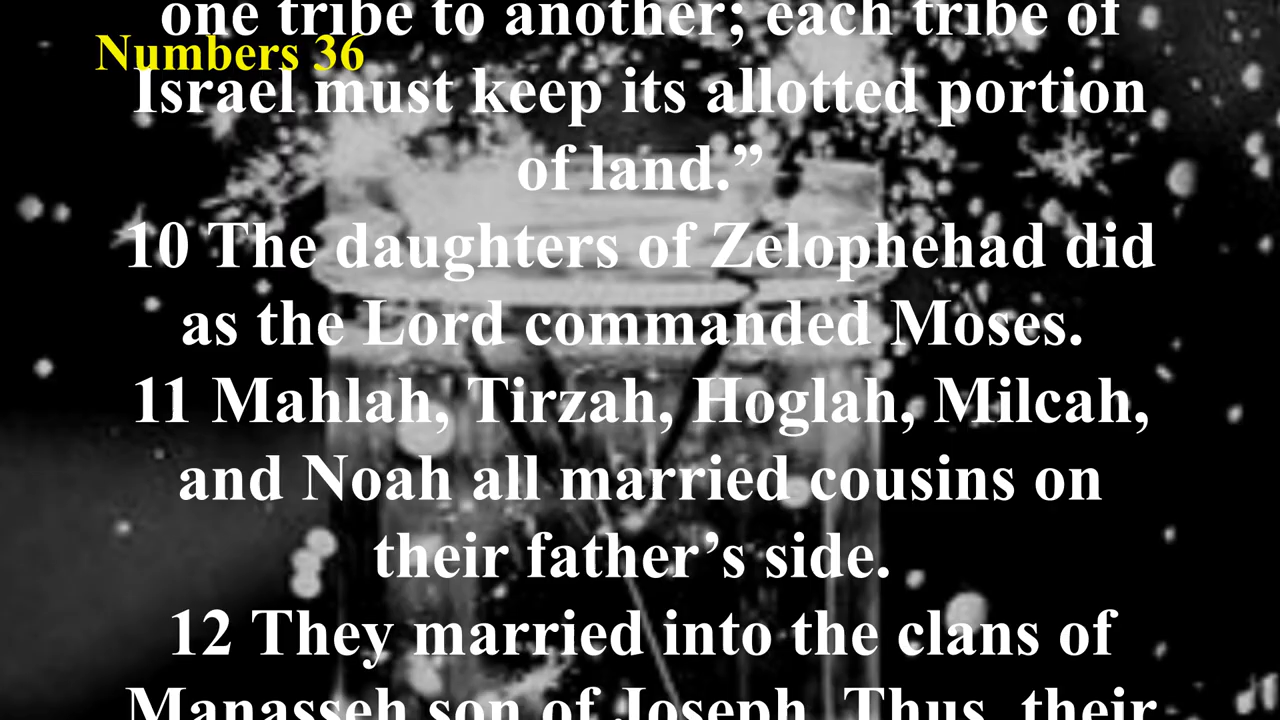 one tribe to another; each tribe of
Numbers 36
Israel must keep its allotted portion
of land.”
10 The daughters of Zelophehad did
as the Lord commanded Moses.
11 Mahlah, Tirzah, Hoglah, Milcah,
and Noah all married cousins on
their father’s side.
12 They married into the clans of
Manasseh son of Joseph. Thus, their